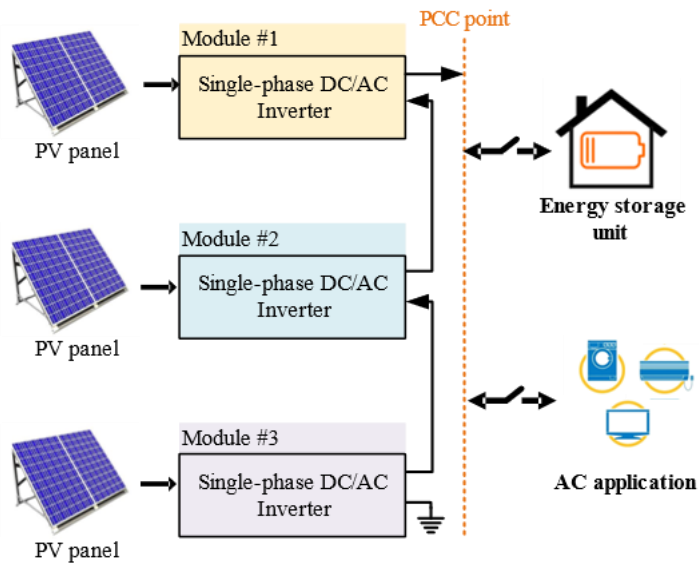 PCC point
Module #1
Single-phase DC/AC
Inverter
PV panel
Energy storage
unit
Module #2
Single-phase DC/AC
Inverter
PV panel
Module #3
Single-phase DC/AC
Inverter
PV panel
AC application